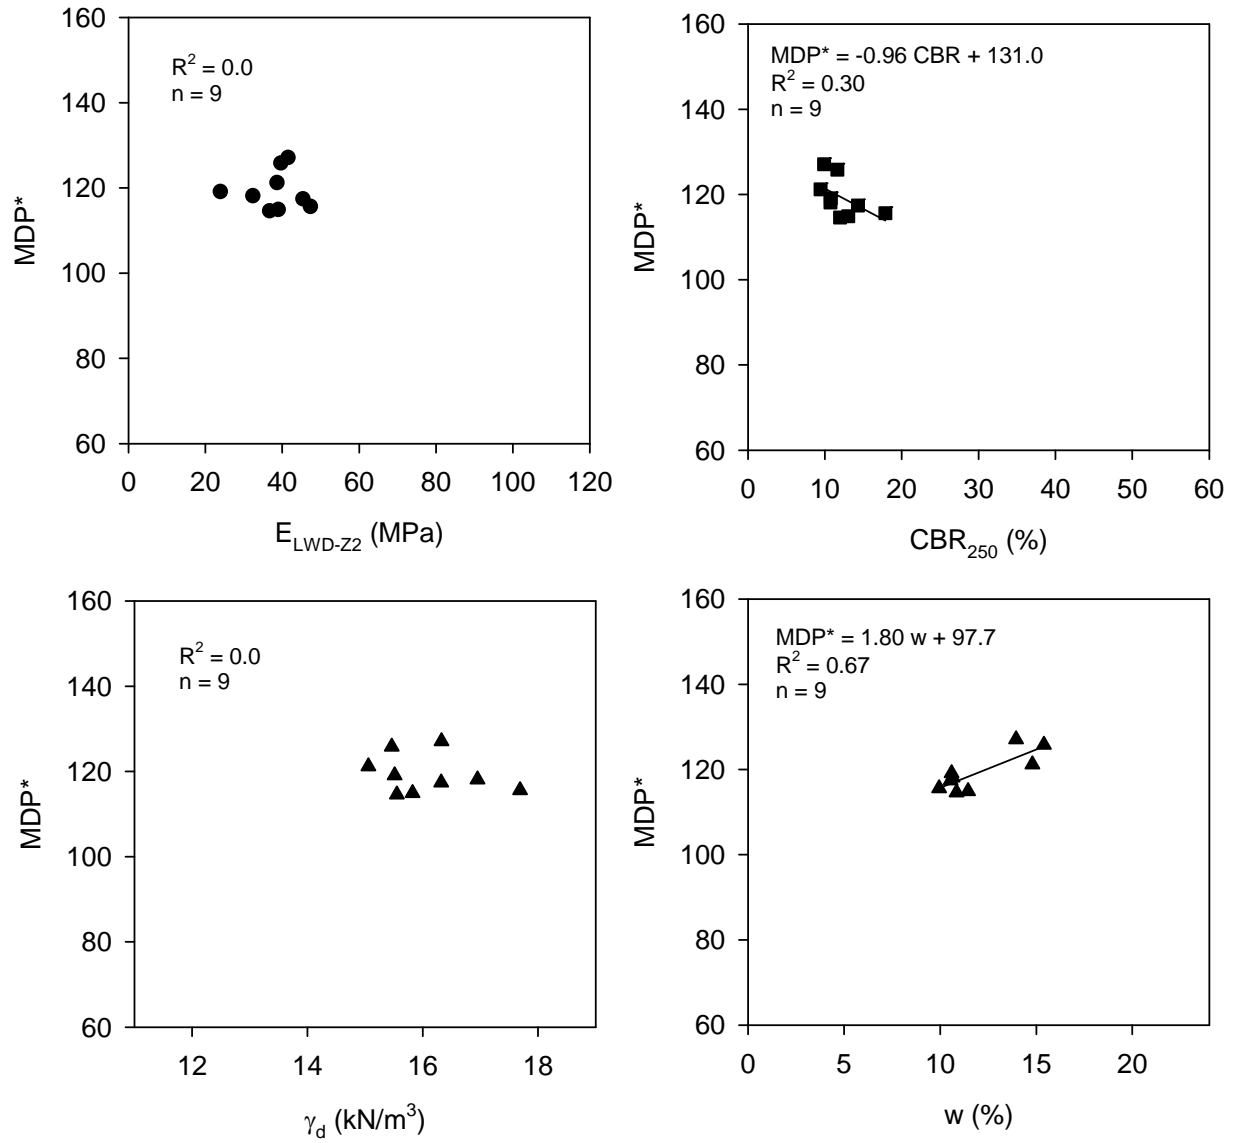 160
140
120
100
80
60
MDP*
R² = 0.0
n = 9
0 20 40 60 80 100 120
E_LWD-Z2 (MPa)
160
140
120
100
80
60
MDP*
MDP* = -0.96 CBR + 131.0
R² = 0.30
n = 9
0 10 20 30 40 50 60
CBR_250 (%)
160
140
120
100
80
60
MDP*
R² = 0.0
n = 9
12 14 16 18
γ_d (kN/m³)
160
140
120
100
80
60
MDP*
MDP* = 1.80 w + 97.7
R² = 0.67
n = 9
0 5 10 15 20
w (%)